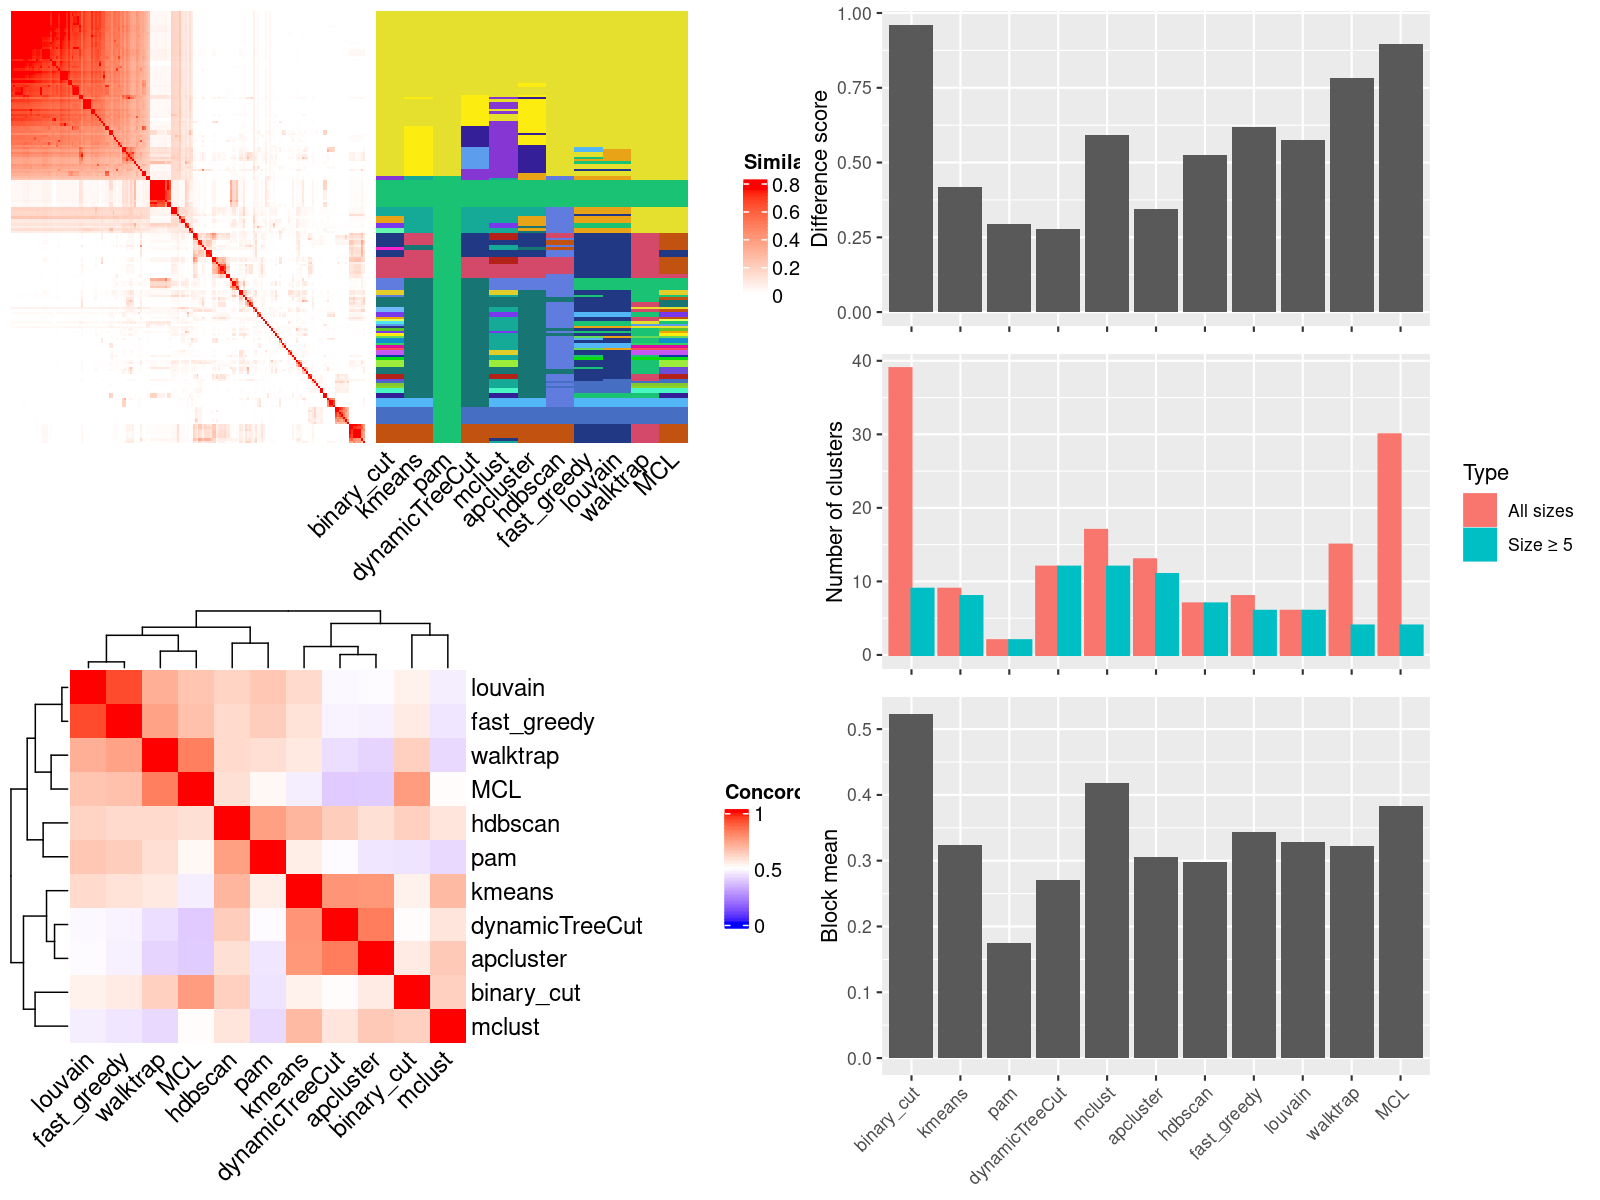 Simila
0.8
0.6
0.4
0.2
0
binary_cut
kmeans
pam
dynamicTreeCut
mclust
apcluster
hdbscan
fast_greedy
louvain
walktrap
MCL
louvain
fast_greedy
walktrap
MCL
hdbscan
pam
kmeans
dynamicTreeCut
apcluster
binary_cut
mclust
louvain
fast_greedy
walktrap
MCL
hdbscan
pam
kmeans
dynamicTreeCut
apcluster
binary_cut
mclust
Concord
1
0.5
0
Difference score
1.00
0.75
0.50
0.25
0.00
Number of clusters
40
30
20
10
0
Type
All sizes
Size ≥ 5
Block mean
0.5
0.4
0.3
0.2
0.1
0.0
binary_cut
kmeans
pam
dynamicTreeCut
mclust
apcluster
hdbscan
fast_greedy
louvain
walktrap
MCL